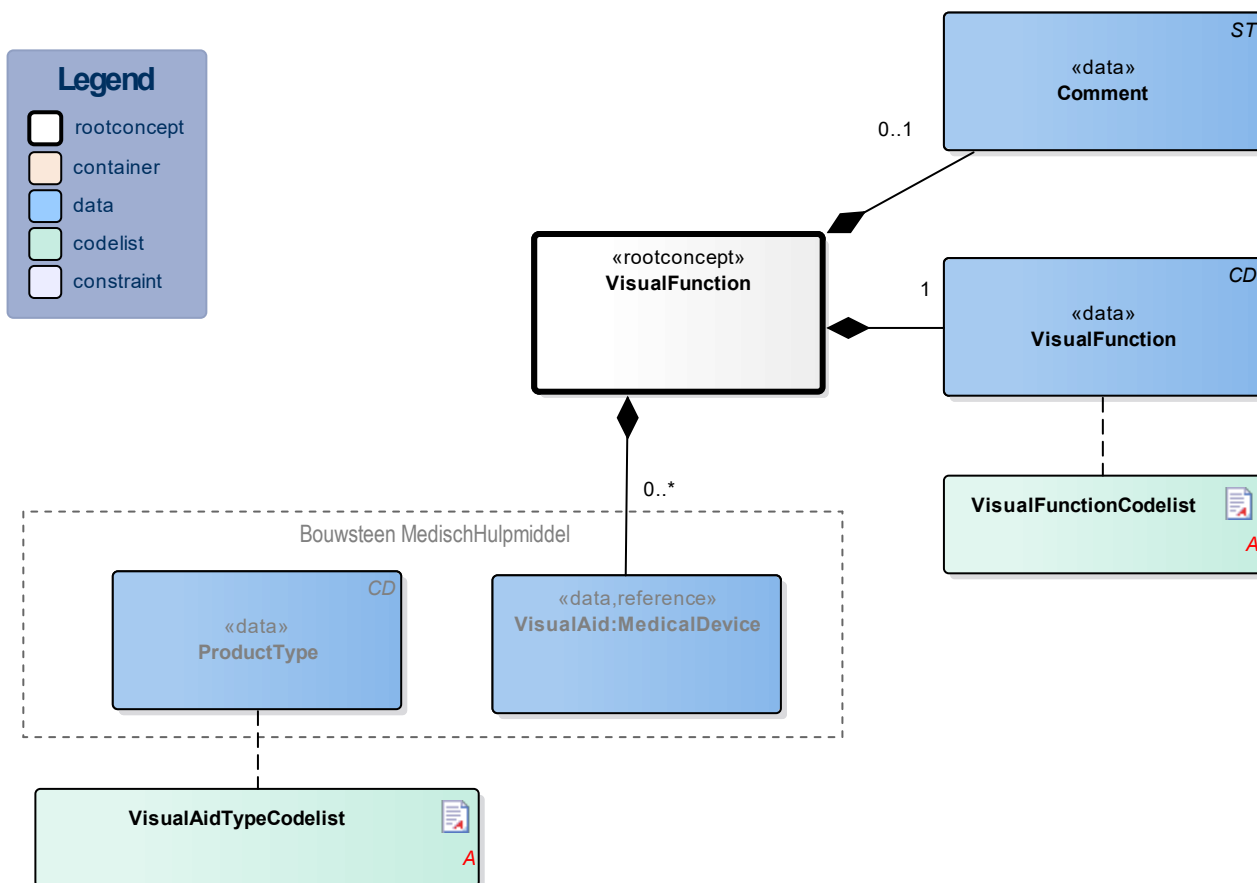 Legend
rootconcept
container
data
codelist
constraint
ST
«data»
Comment
0..1
«rootconcept»
VisualFunction
1
CD
«data»
VisualFunction
0..*
VisualFunctionCodelist
A
Bouwsteen MedischHulpmiddel
CD
«data»
ProductType
«data,reference»
VisualAid:MedicalDevice
VisualAidTypeCodelist
A